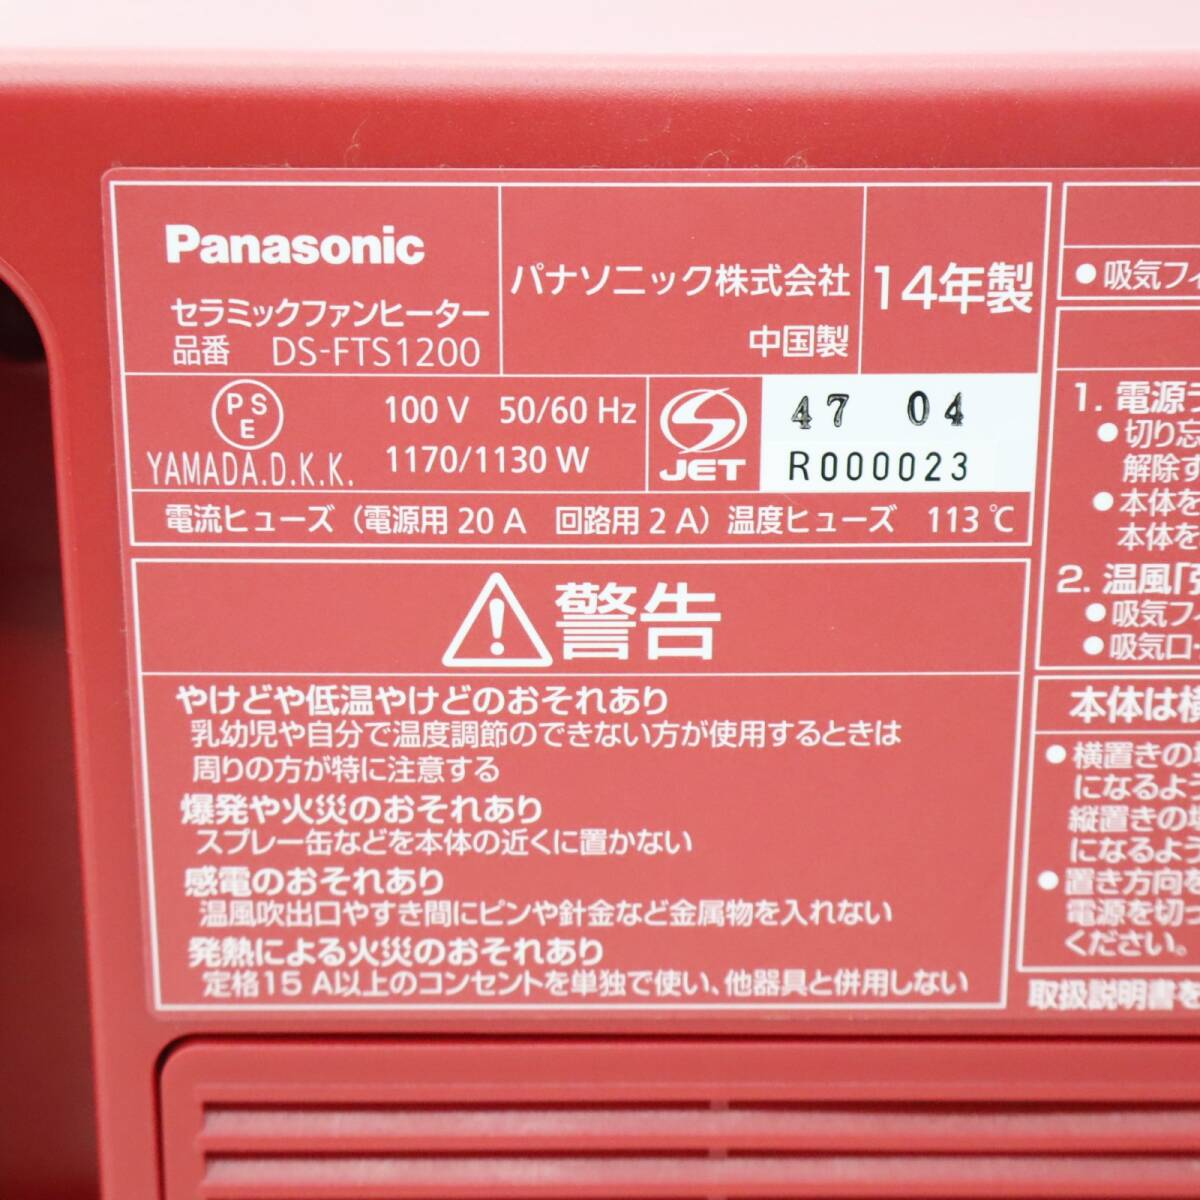 Panasonic
セラミックファンヒーター
品番 DS-FTS1200
パナソニック株式会社
中国製
14年製
PSE
YAMADA.D.K.K.
100 V 50/60 Hz
1170/1130 W
JET
47 04
R000023
電流ヒューズ（電源用 20 A 回路用 2 A）温度ヒューズ 113 ℃
警告
やけどや低温やけどのおそれあり
乳幼児や自分で温度調節のできない方が使用するときは
周りの方が特に注意する
爆発や火災のおそれあり
スプレー缶などを本体の近くに置かない
感電のおそれあり
温風吹出口やすき間にピンや針金など金属物を入れない
発熱による火災のおそれあり
定格15 A以上のコンセントを単独で使い、他器具と併用しない
●吸気フィ
1. 電源
●切り忘
解除す
●本体を
本体を
2. 温風「
●吸気フィ
●吸気口・
本体は
●横置きの
になるよう
縦置きの
になるよう
●置き方向を
電源を切っ
ください。
取扱説明書を